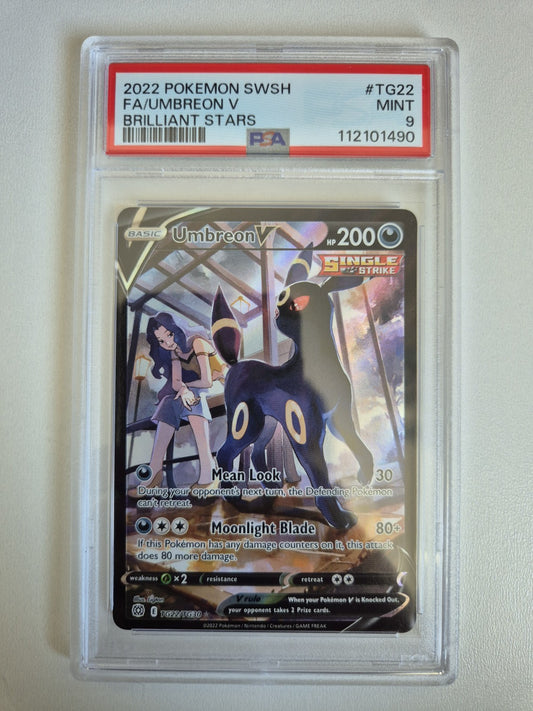 2022 POKEMON SWSH #TG22
FA/UMBREON V MINT
BRILLIANT STARS 9
PSA 112101490
BASIC Umbreon V HP 200
SINGLE STRIKE
Mean Look 30
During your opponent's next turn, the Defending Pokémon
can't retreat.
Moonlight Blade 80+
If this Pokémon has any damage counters on it, this attack
does 80 more damage.
weakness ×2 resistance retreat
V rule When your Pokémon V is Knocked Out,
your opponent takes 2 Prize cards.
Illus.
E TG22/TG30
©2022 Pokémon / Nintendo / Creatures / GAME FREAK